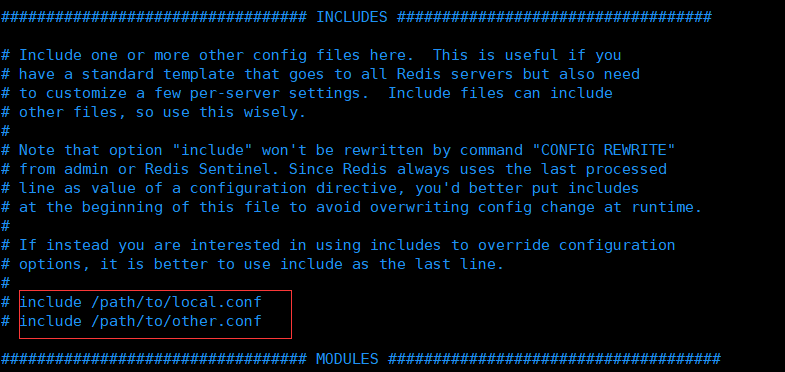 ################################## INCLUDES ###################################

# Include one or more other config files here.  This is useful if you
# have a standard template that goes to all Redis servers but also need
# to customize a few per-server settings.  Include files can include
# other files, so use this wisely.
#
# Note that option "include" won't be rewritten by command "CONFIG REWRITE"
# from admin or Redis Sentinel. Since Redis always uses the last processed
# line as value of a configuration directive, you'd better put includes
# at the beginning of this file to avoid overwriting config change at runtime.
#
# If instead you are interested in using includes to override configuration
# options, it is better to use include as the last line.
#
# include /path/to/local.conf
# include /path/to/other.conf

################################## MODULES #####################################